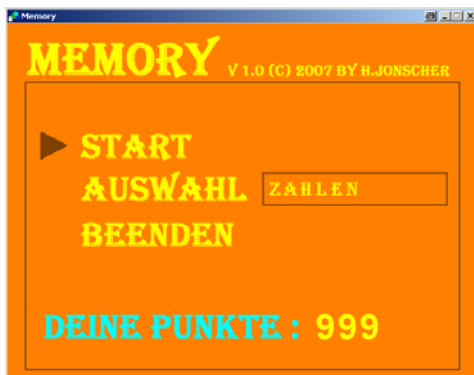 Memory
MEMORY V 1.0 (C) 2007 BY H.JONSCHER
START
AUSWAHL ZAHLEN
BEENDEN
DEINE PUNKTE : 999